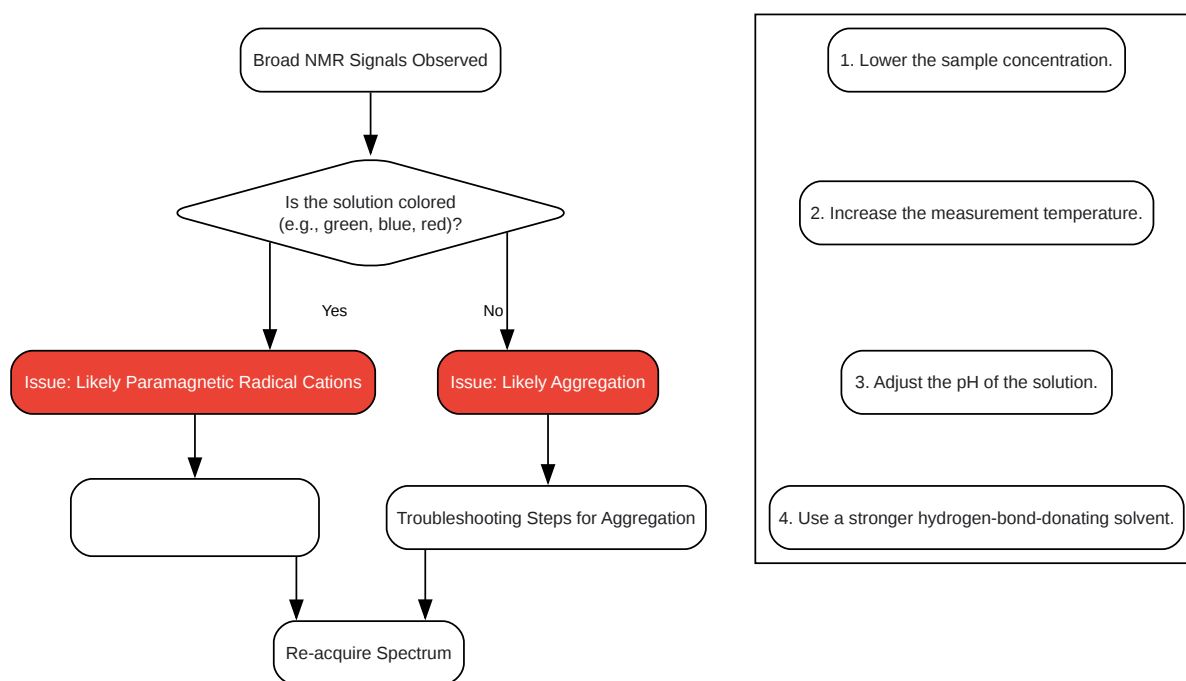 Broad NMR Signals Observed
Is the solution colored
(e.g., green, blue, red)?
Yes
No
Issue: Likely Paramagnetic Radical Cations
Issue: Likely Aggregation
Troubleshooting Steps for Aggregation
Re-acquire Spectrum
1. Lower the sample concentration.
2. Increase the measurement temperature.
3. Adjust the pH of the solution.
4. Use a stronger hydrogen-bond-donating solvent.